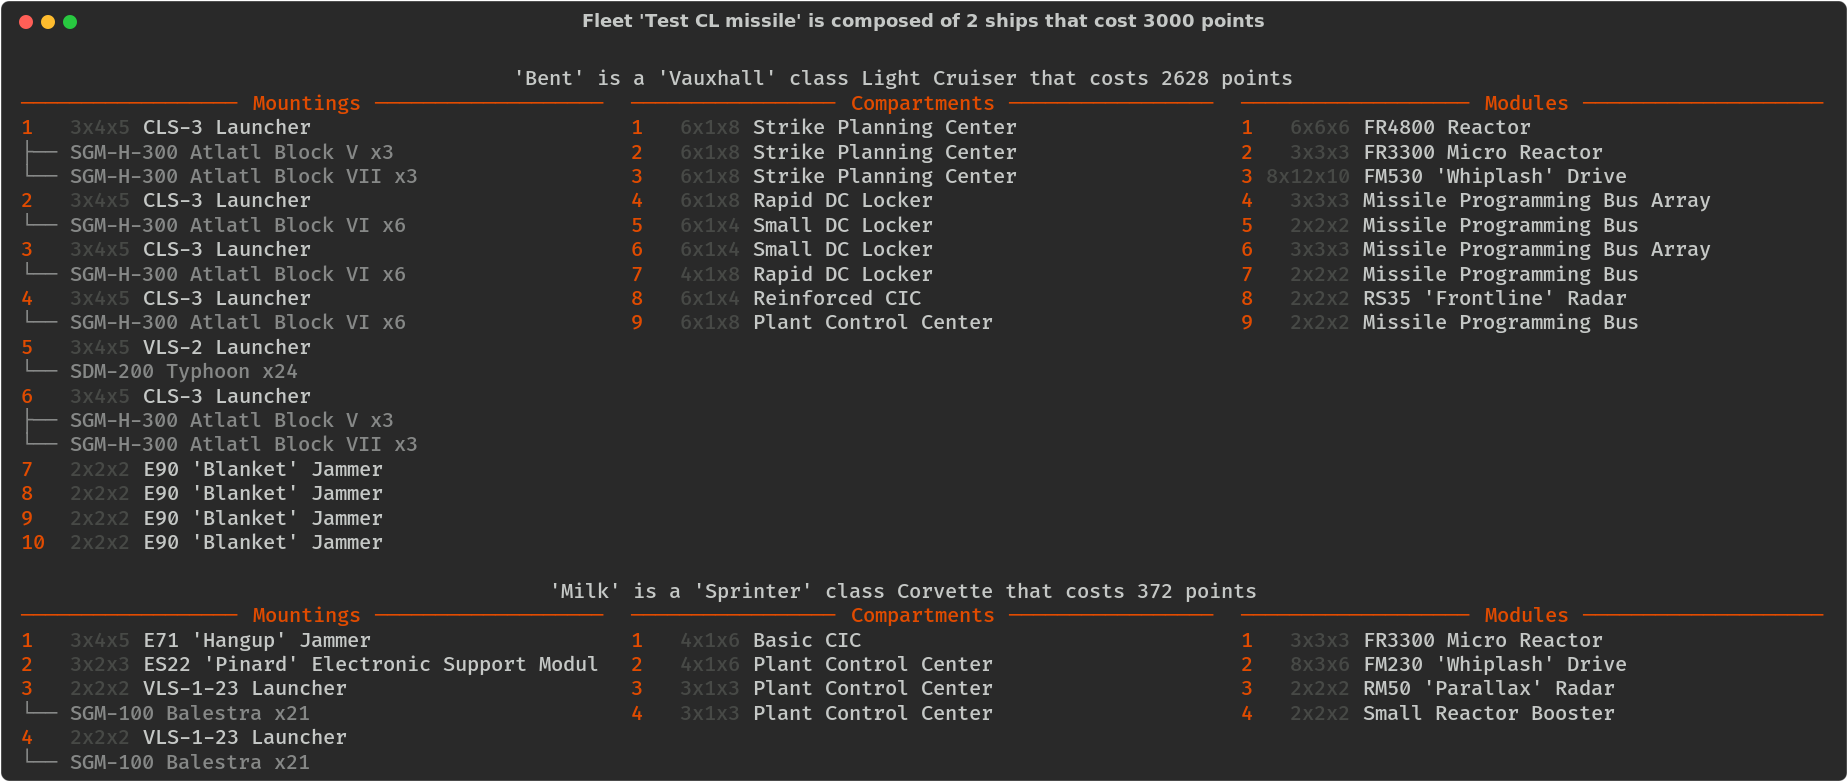 Fleet 'Test CL missile' is composed of 2 ships that cost 3000 points
'Bent' is a 'Vauxhall' class Light Cruiser that costs 2628 points
Mountings
1 3x4x5 CLS-3 Launcher
SGM-H-300 Atlatl Block V x3
SGM-H-300 Atlatl Block VII x3
2 3x4x5 CLS-3 Launcher
SGM-H-300 Atlatl Block VI x6
3 3x4x5 CLS-3 Launcher
SGM-H-300 Atlatl Block VI x6
4 3x4x5 CLS-3 Launcher
SGM-H-300 Atlatl Block VI x6
5 3x4x5 VLS-2 Launcher
SDM-200 Typhoon x24
6 3x4x5 CLS-3 Launcher
SGM-H-300 Atlatl Block V x3
SGM-H-300 Atlatl Block VII x3
7 2x2x2 E90 'Blanket' Jammer
8 2x2x2 E90 'Blanket' Jammer
9 2x2x2 E90 'Blanket' Jammer
10 2x2x2 E90 'Blanket' Jammer
Compartments
1 6x1x8 Strike Planning Center
2 6x1x8 Strike Planning Center
3 6x1x8 Strike Planning Center
4 6x1x8 Rapid DC Locker
5 6x1x4 Small DC Locker
6 6x1x4 Small DC Locker
7 4x1x8 Rapid DC Locker
8 6x1x4 Reinforced CIC
9 6x1x8 Plant Control Center
Modules
1 6x6x6 FR4800 Reactor
2 3x3x3 FR3300 Micro Reactor
3 8x12x10 FM530 'Whiplash' Drive
4 3x3x3 Missile Programming Bus Array
5 2x2x2 Missile Programming Bus
6 3x3x3 Missile Programming Bus Array
7 2x2x2 Missile Programming Bus
8 2x2x2 RS35 'Frontline' Radar
9 2x2x2 Missile Programming Bus
'Milk' is a 'Sprinter' class Corvette that costs 372 points
Mountings
1 3x4x5 E71 'Hangup' Jammer
2 3x2x3 ES22 'Pinard' Electronic Support Modul
3 2x2x2 VLS-1-23 Launcher
SGM-100 Balestra x21
4 2x2x2 VLS-1-23 Launcher
SGM-100 Balestra x21
Compartments
1 4x1x6 Basic CIC
2 4x1x6 Plant Control Center
3 3x1x3 Plant Control Center
4 3x1x3 Plant Control Center
Modules
1 3x3x3 FR3300 Micro Reactor
2 8x3x6 FM230 'Whiplash' Drive
3 2x2x2 RM50 'Parallax' Radar
4 2x2x2 Small Reactor Booster